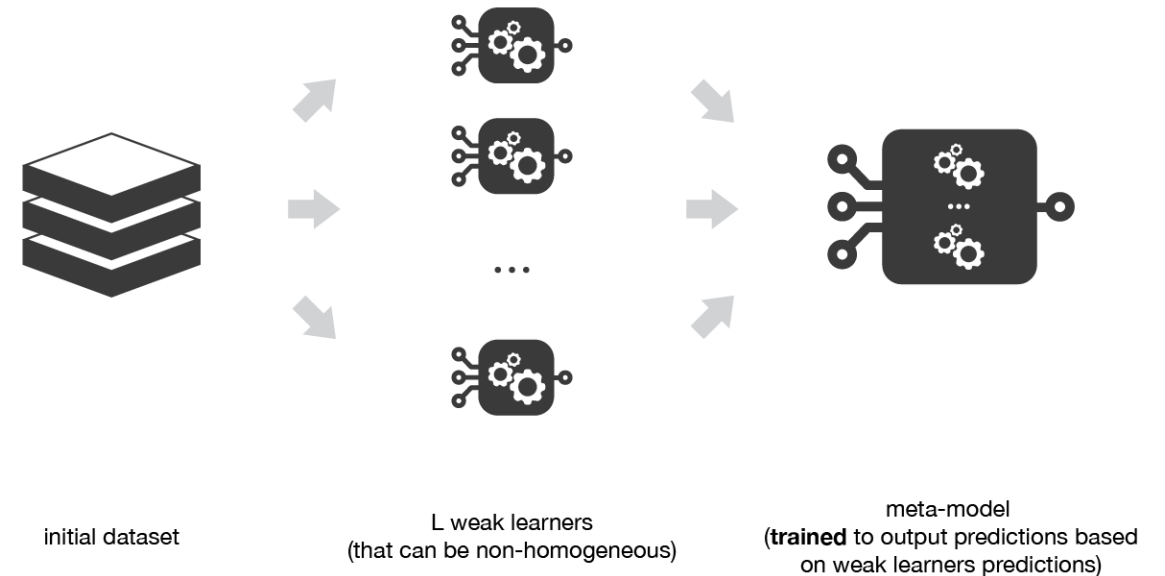 initial dataset
L weak learners
(that can be non-homogeneous)
meta-model
(trained to output predictions based
on weak learners predictions)